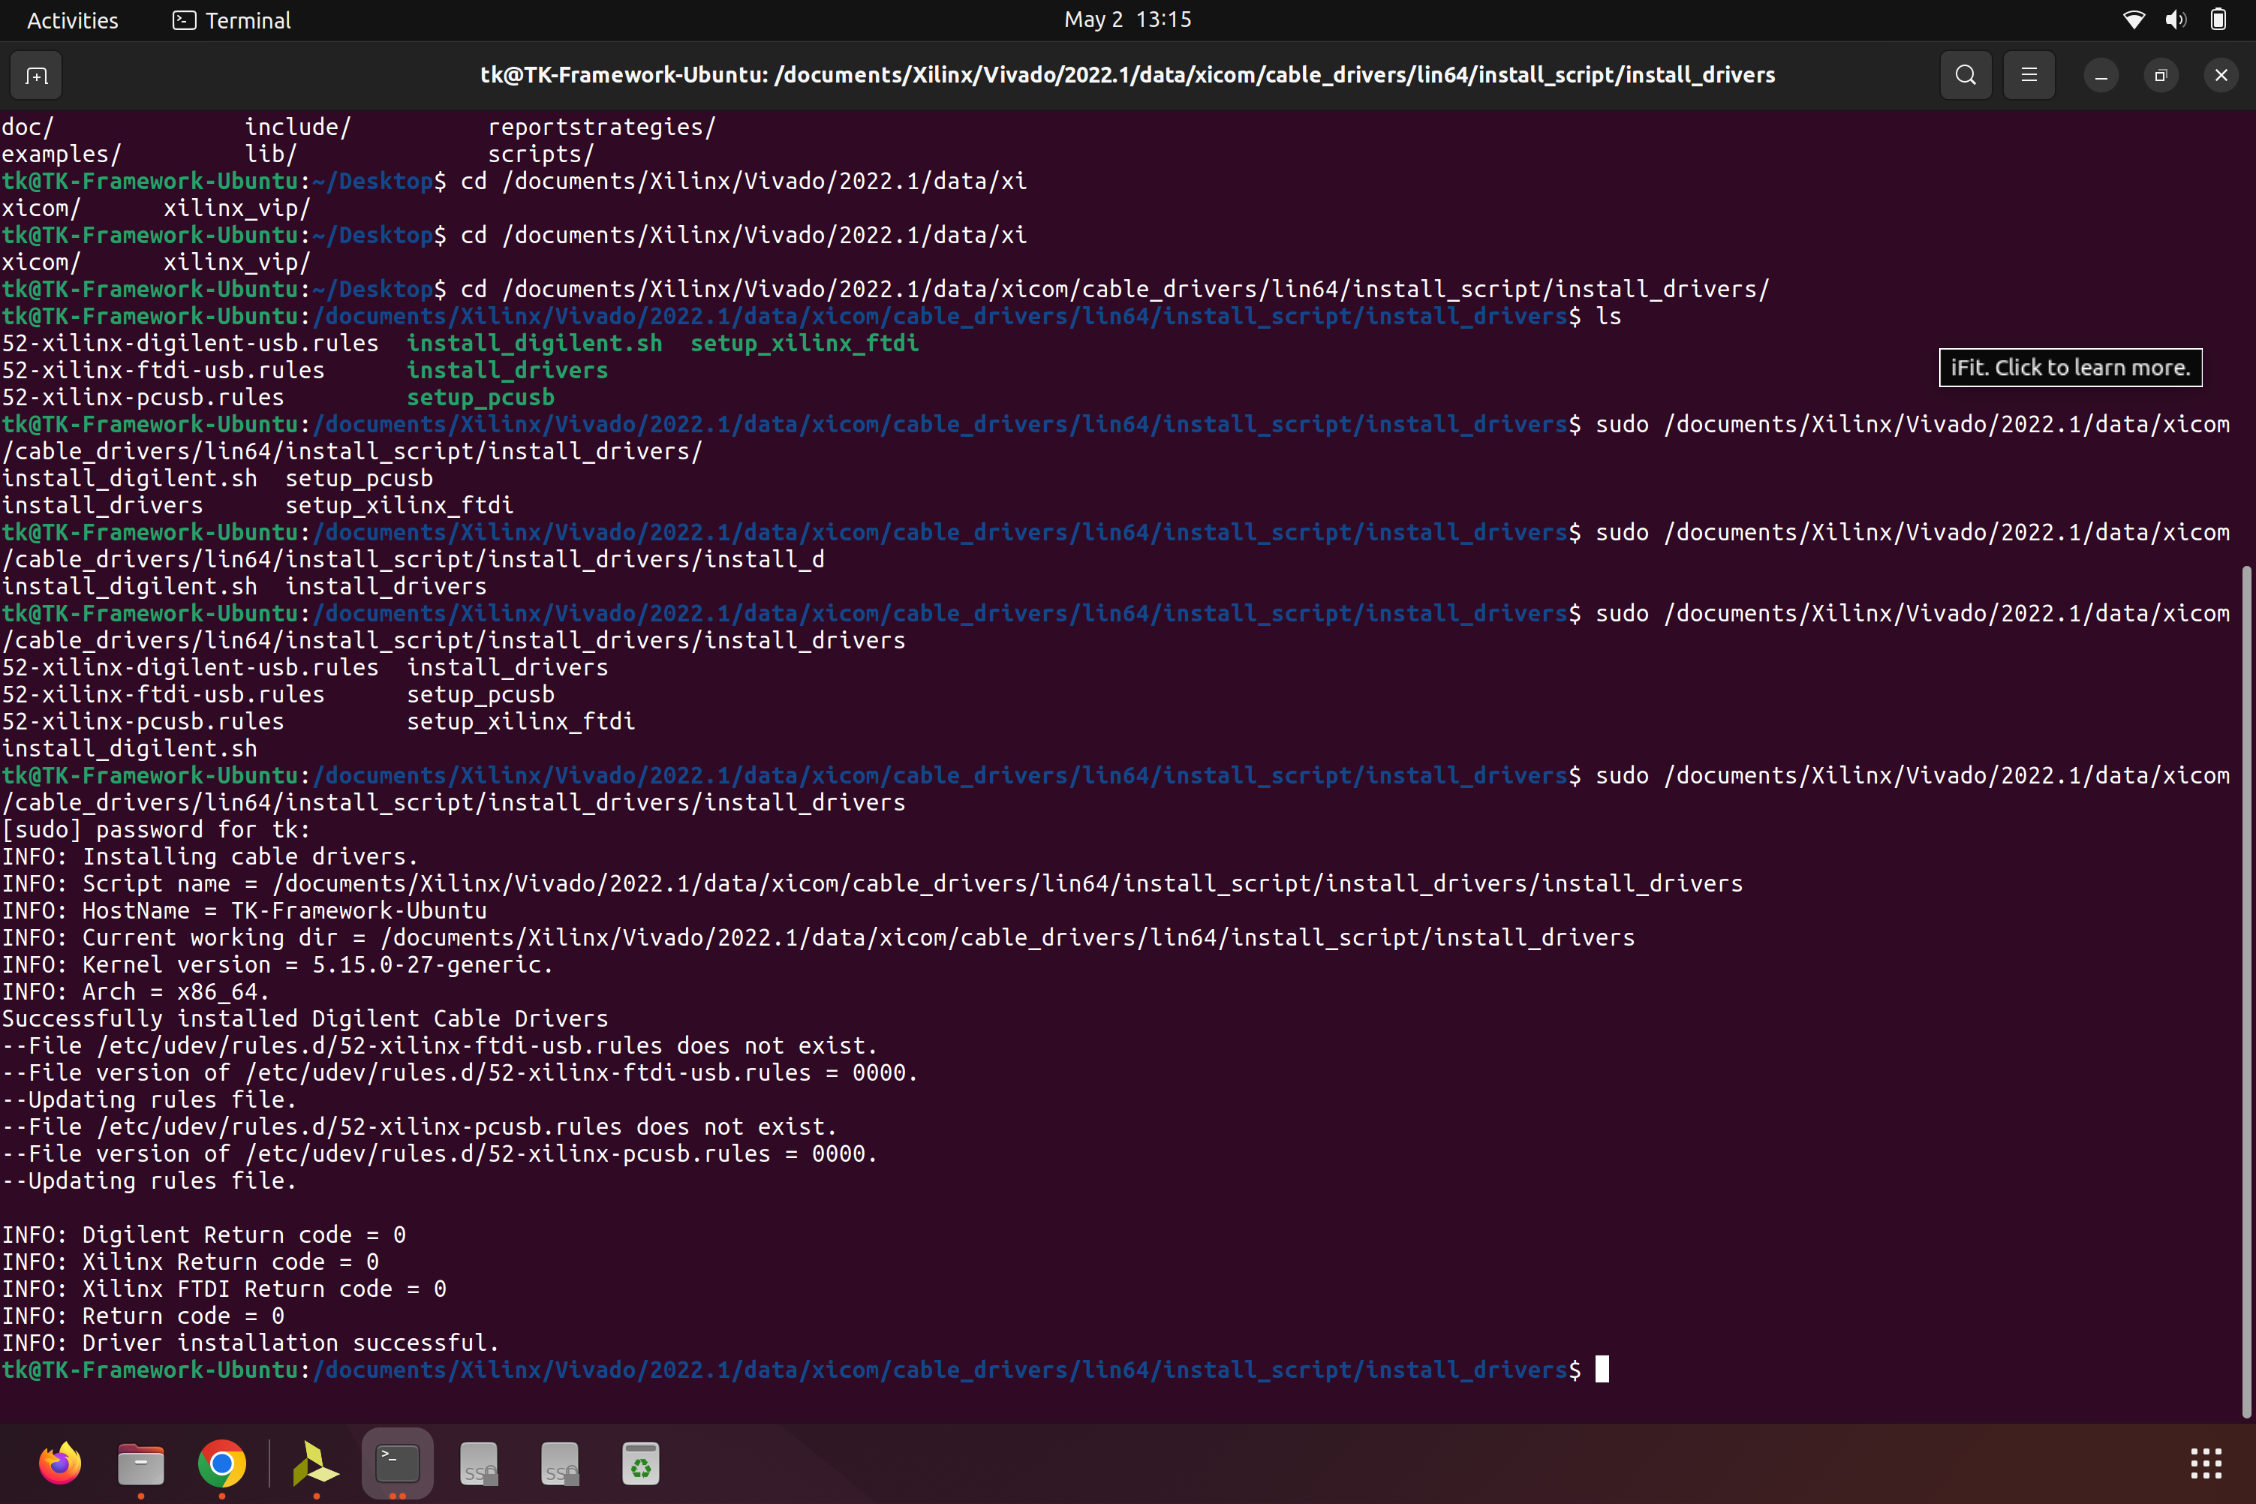 Activities Terminal May 2 13:15
tk@TK-Framework-Ubuntu: /documents/Xilinx/Vivado/2022.1/data/xicom/cable_drivers/lin64/install_script/install_drivers
doc/ include/ reportstrategies/
examples/ lib/ scripts/
tk@TK-Framework-Ubuntu:~/Desktop$ cd /documents/Xilinx/Vivado/2022.1/data/xi
xicom/ xilinx_vip/
tk@TK-Framework-Ubuntu:~/Desktop$ cd /documents/Xilinx/Vivado/2022.1/data/xi
xicom/ xilinx_vip/
tk@TK-Framework-Ubuntu:~/Desktop$ cd /documents/Xilinx/Vivado/2022.1/data/xicom/cable_drivers/lin64/install_script/install_drivers/
tk@TK-Framework-Ubuntu:/documents/Xilinx/Vivado/2022.1/data/xicom/cable_drivers/lin64/install_script/install_drivers$ ls
52-xilinx-digilent-usb.rules install_digilent.sh setup_xilinx_ftdi
52-xilinx-ftdi-usb.rules install_drivers
iFit. Click to learn more.
52-xilinx-pcusb.rules setup_pcusb
tk@TK-Framework-Ubuntu:/documents/Xilinx/Vivado/2022.1/data/xicom/cable_drivers/lin64/install_script/install_drivers$ sudo /documents/Xilinx/Vivado/2022.1/data/xicom
/cable_drivers/lin64/install_script/install_drivers/
install_digilent.sh setup_pcusb
install_drivers setup_xilinx_ftdi
tk@TK-Framework-Ubuntu:/documents/Xilinx/Vivado/2022.1/data/xicom/cable_drivers/lin64/install_script/install_drivers$ sudo /documents/Xilinx/Vivado/2022.1/data/xicom
/cable_drivers/lin64/install_script/install_drivers/install_d
install_digilent.sh install_drivers
tk@TK-Framework-Ubuntu:/documents/Xilinx/Vivado/2022.1/data/xicom/cable_drivers/lin64/install_script/install_drivers$ sudo /documents/Xilinx/Vivado/2022.1/data/xicom
/cable_drivers/lin64/install_script/install_drivers/install_drivers
52-xilinx-digilent-usb.rules install_drivers
52-xilinx-ftdi-usb.rules setup_pcusb
52-xilinx-pcusb.rules setup_xilinx_ftdi
install_digilent.sh
tk@TK-Framework-Ubuntu:/documents/Xilinx/Vivado/2022.1/data/xicom/cable_drivers/lin64/install_script/install_drivers$ sudo /documents/Xilinx/Vivado/2022.1/data/xicom
/cable_drivers/lin64/install_script/install_drivers/install_drivers
[sudo] password for tk:
INFO: Installing cable drivers.
INFO: Script name = /documents/Xilinx/Vivado/2022.1/data/xicom/cable_drivers/lin64/install_script/install_drivers/install_drivers
INFO: HostName = TK-Framework-Ubuntu
INFO: Current working dir = /documents/Xilinx/Vivado/2022.1/data/xicom/cable_drivers/lin64/install_script/install_drivers
INFO: Kernel version = 5.15.0-27-generic.
INFO: Arch = x86_64.
Successfully installed Digilent Cable Drivers
--File /etc/udev/rules.d/52-xilinx-ftdi-usb.rules does not exist.
--File version of /etc/udev/rules.d/52-xilinx-ftdi-usb.rules = 0000.
--Updating rules file.
--File /etc/udev/rules.d/52-xilinx-pcusb.rules does not exist.
--File version of /etc/udev/rules.d/52-xilinx-pcusb.rules = 0000.
--Updating rules file.
INFO: Digilent Return code = 0
INFO: Xilinx Return code = 0
INFO: Xilinx FTDI Return code = 0
INFO: Return code = 0
INFO: Driver installation successful.
tk@TK-Framework-Ubuntu:/documents/Xilinx/Vivado/2022.1/data/xicom/cable_drivers/lin64/install_script/install_drivers$